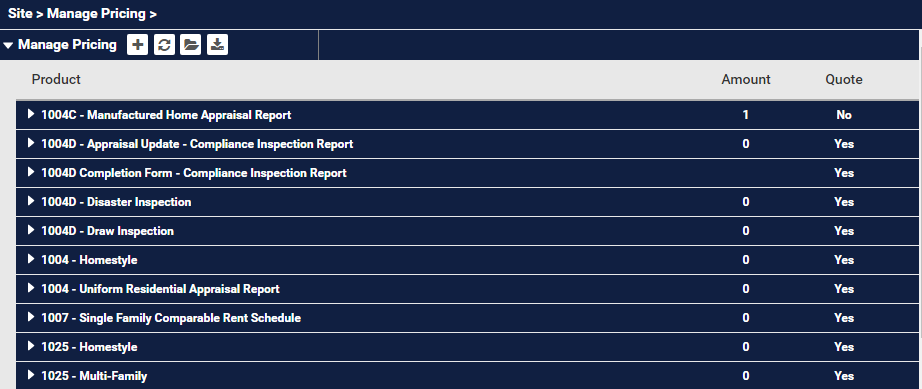 Site > Manage Pricing >
Manage Pricing
Product Amount Quote
1004C - Manufactured Home Appraisal Report 1 No
1004D - Appraisal Update - Compliance Inspection Report 0 Yes
1004D Completion Form - Compliance Inspection Report Yes
1004D - Disaster Inspection 0 Yes
1004D - Draw Inspection 0 Yes
1004 - Homestyle 0 Yes
1004 - Uniform Residential Appraisal Report 0 Yes
1007 - Single Family Comparable Rent Schedule 0 Yes
1025 - Homestyle 0 Yes
1025 - Multi-Family 0 Yes